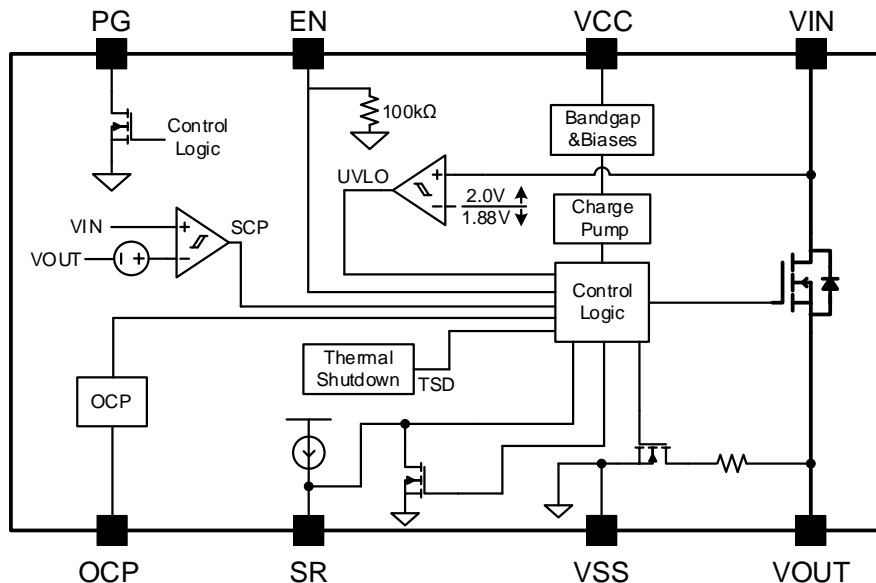 PG
EN
VCC
VIN
100kΩ
Bandgap
&Biases
Control
Logic
UVLO
+
−
2.0V
1.88V
Charge
Pump
VIN
VOUT
+
−
SCP
Control
Logic
Thermal
Shutdown
TSD
OCP
OCP
SR
VSS
VOUT